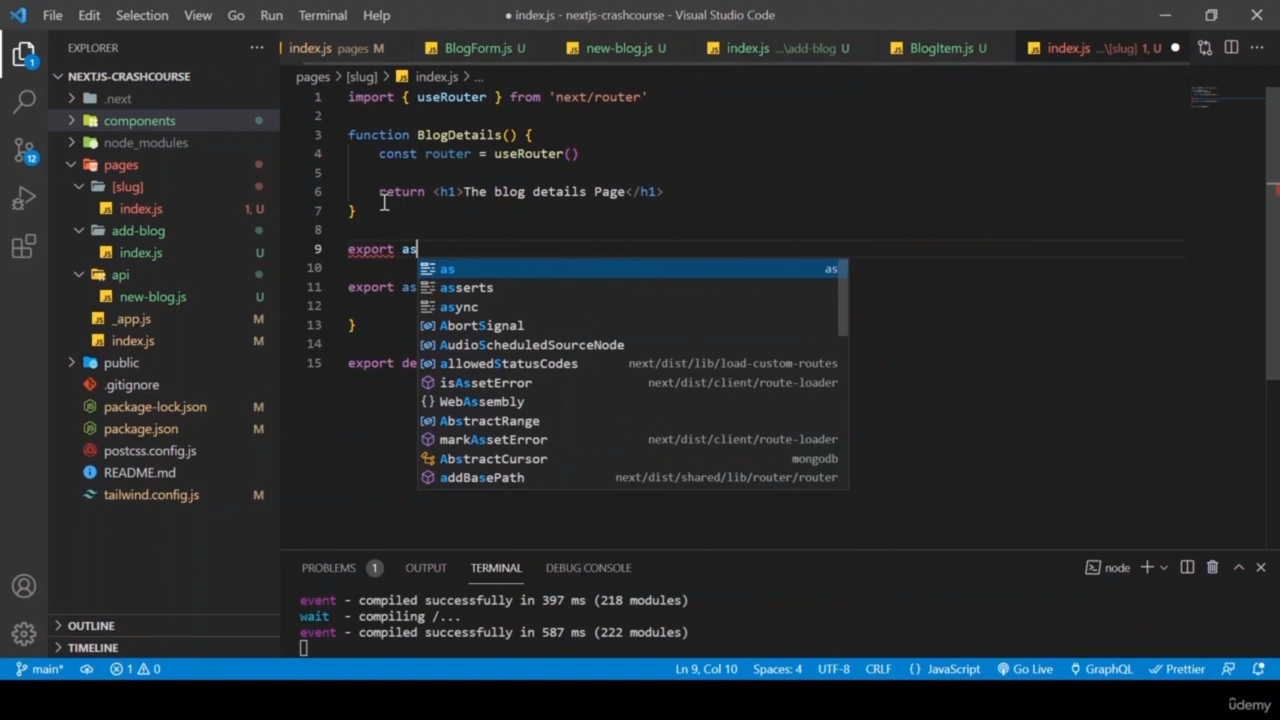 File Edit Selection View Go Run Terminal Help
● index.js - nextjs-crashcourse - Visual Studio Code
EXPLORER
NEXTJS-CRASHCOURSE
.next
components
node_modules
pages
[slug]
index.js 1, U
add-blog
index.js U
api
new-blog.js U
_app.js M
index.js M
public
.gitignore
package-lock.json M
package.json M
postcss.config.js
README.md
tailwind.config.js M
OUTLINE
TIMELINE
1
12
index.js pages M BlogForm.js U new-blog.js U index.js ...\add-blog U BlogItem.js U index.js ...\[slug] 1, U
pages > [slug] > index.js > ...
1 import { useRouter } from 'next/router'
2
3 function BlogDetails() {
4 const router = useRouter()
5
6 return <h1>The blog details Page</h1>
7 }
8
9 export as
10
11 export as
12
13 }
14
15 export de
as as
asserts
async
AbortSignal
AudioScheduledSourceNode
allowedStatusCodes next/dist/lib/load-custom-routes
isAssetError next/dist/client/route-loader
WebAssembly
AbstractRange
markAssetError next/dist/client/route-loader
AbstractCursor mongodb
addBasePath next/dist/shared/lib/router/router
PROBLEMS 1 OUTPUT TERMINAL DEBUG CONSOLE node
event - compiled successfully in 397 ms (218 modules)
wait - compiling /...
event - compiled successfully in 587 ms (222 modules)
main* 1 0 Ln 9, Col 10 Spaces: 4 UTF-8 CRLF {} JavaScript Go Live GraphQL Prettier
ûdemy